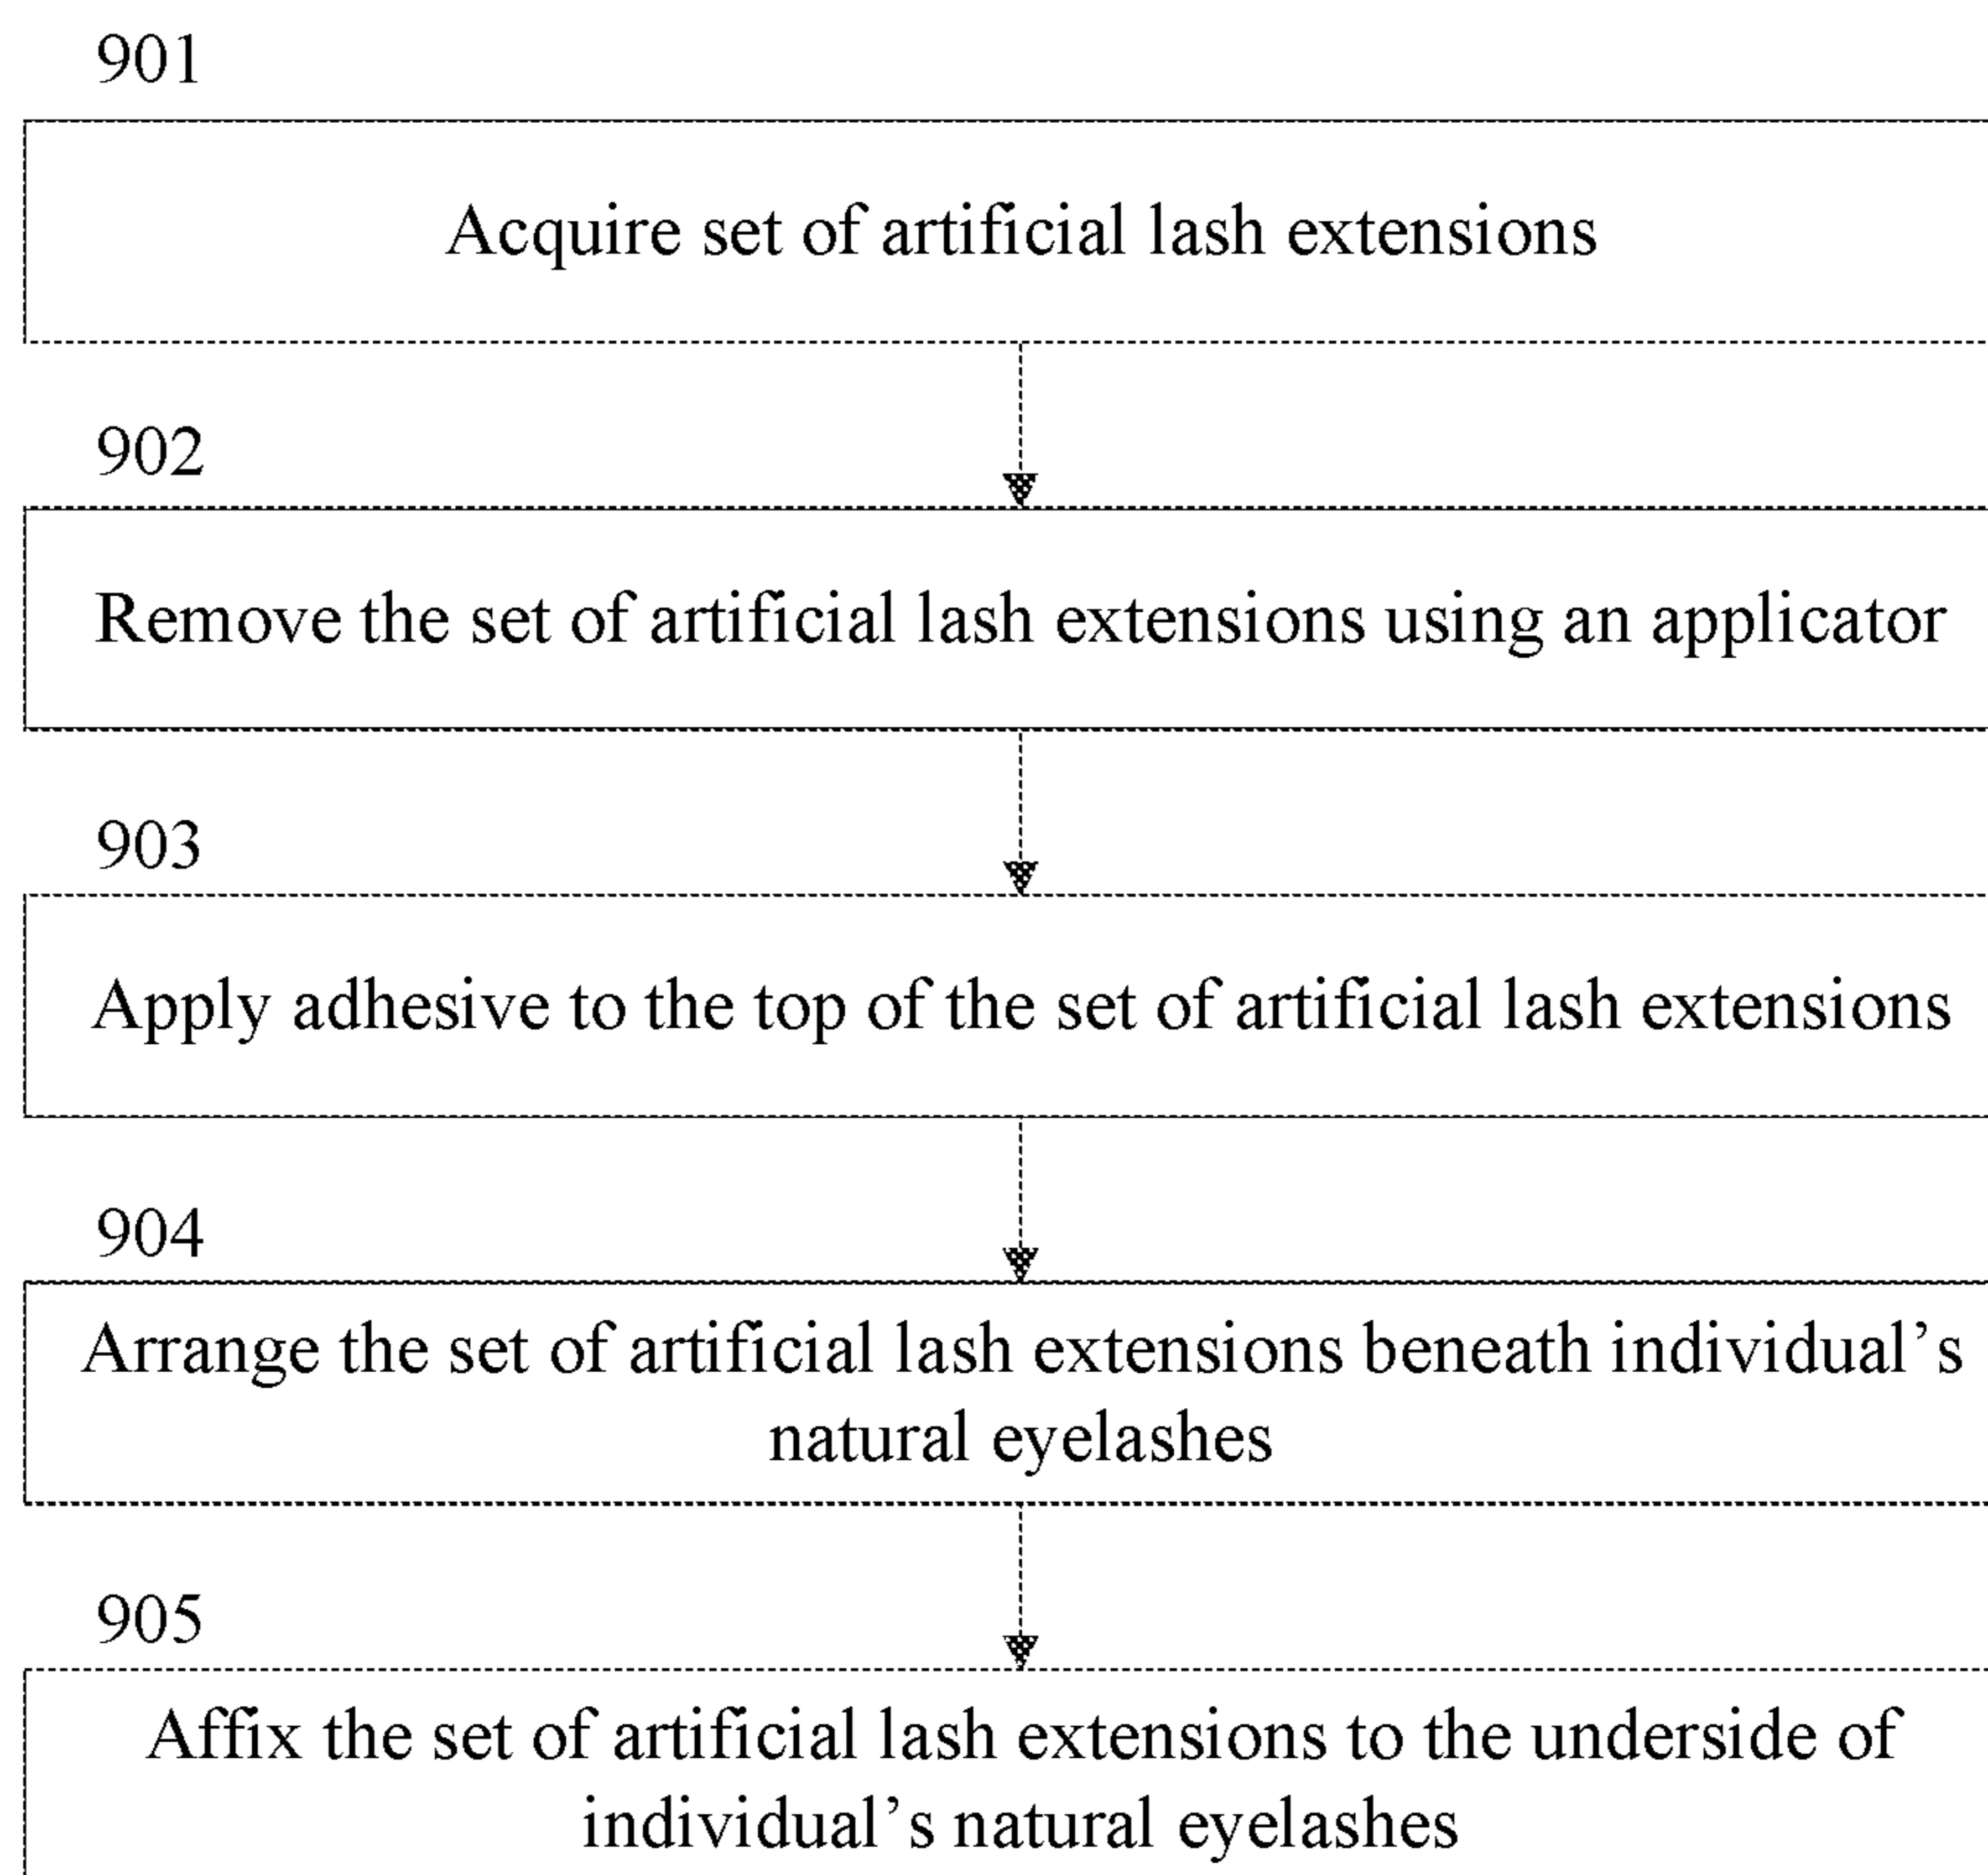 901
Acquire set of artificial lash extensions
902
Remove the set of artificial lash extensions using an applicator
903
Apply adhesive to the top of the set of artificial lash extensions
904
Arrange the set of artificial lash extensions beneath individual’s
natural eyelashes
905
Affix the set of artificial lash extensions to the underside of
individual’s natural eyelashes